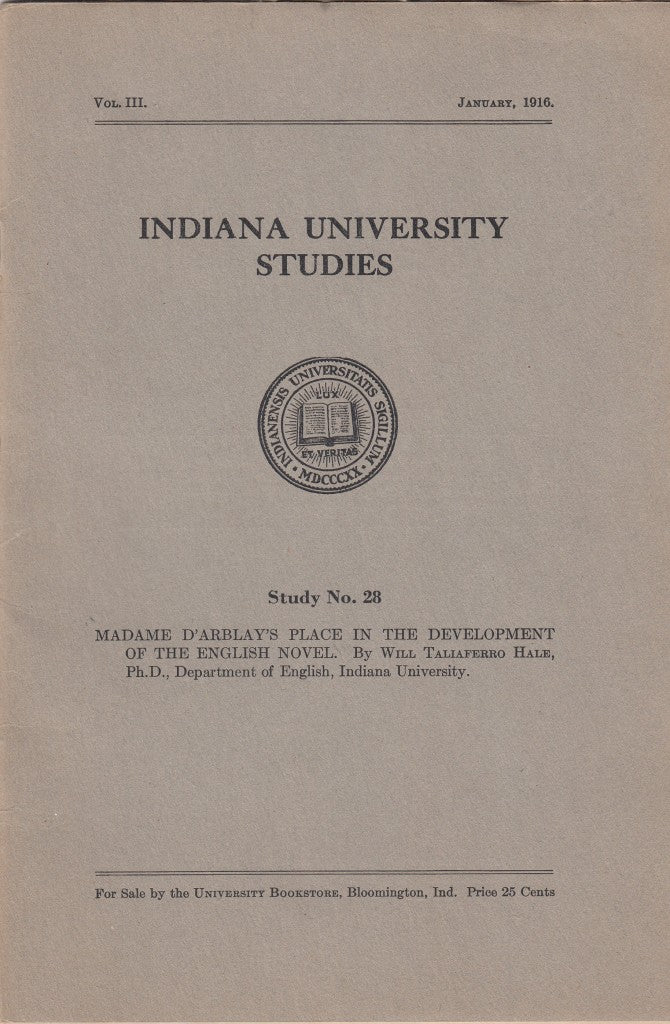 Vol. III. January, 1916.
INDIANA UNIVERSITY
STUDIES
INDIANENSIS UNIVERSITATIS SIGILLUM
LUX
ET VERITAS
MDCCCXX
Study No. 28
MADAME D'ARBLAY'S PLACE IN THE DEVELOPMENT
OF THE ENGLISH NOVEL. By Will Taliaferro Hale,
Ph.D., Department of English, Indiana University.
For Sale by the University Bookstore, Bloomington, Ind. Price 25 Cents